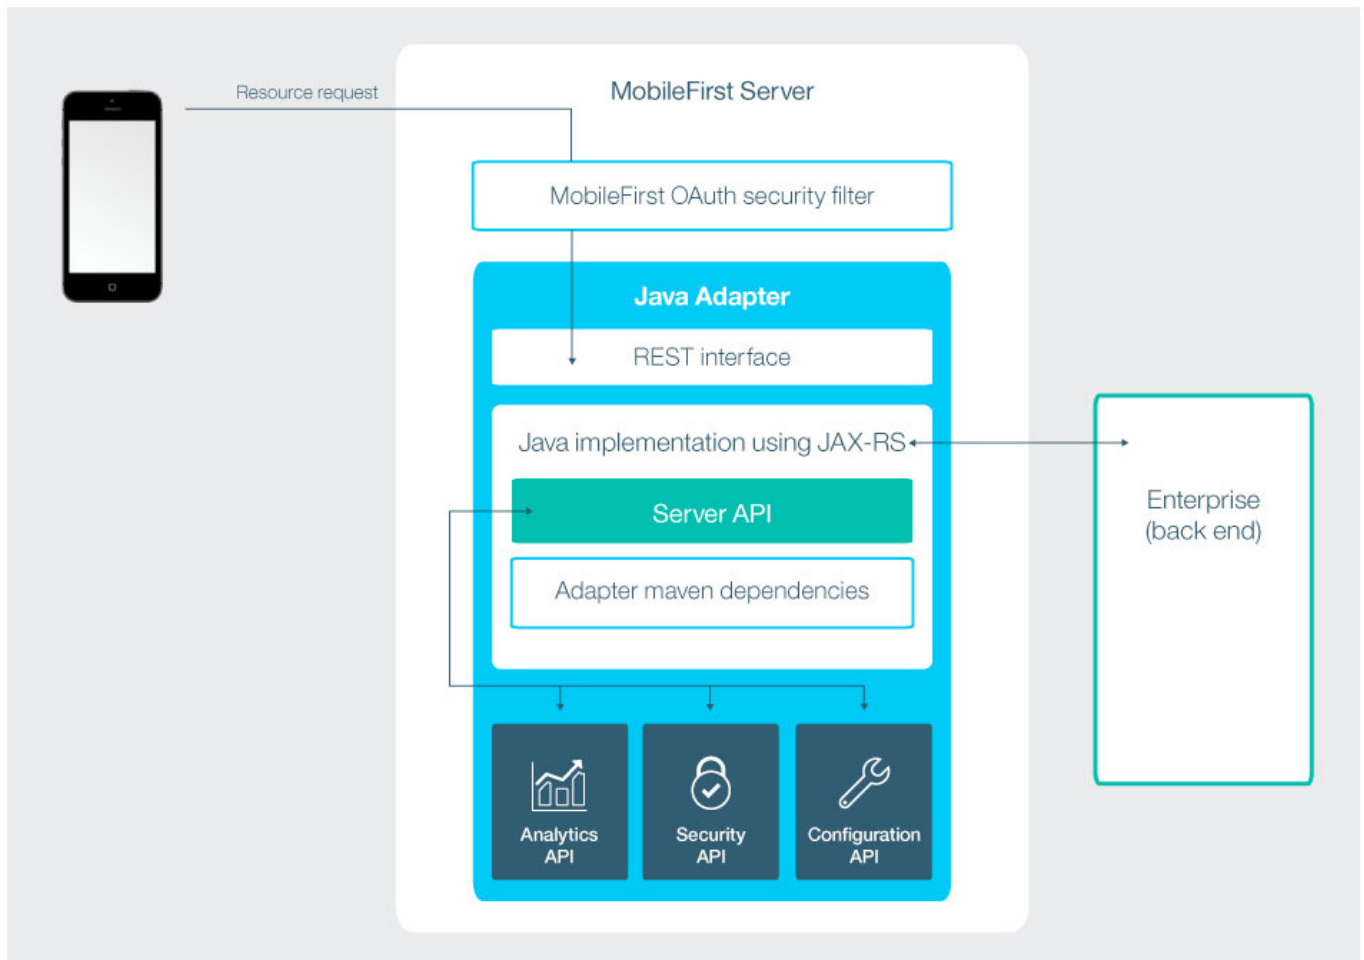 Resource request
MobileFirst Server
MobileFirst OAuth security filter
Java Adapter
REST interface
Java implementation using JAX-RS
Server API
Adapter maven dependencies
Enterprise
(back end)
Analytics
API
Security
API
Configuration
API